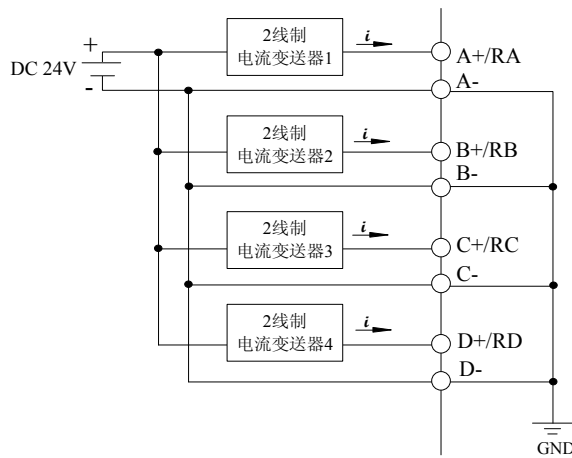 2线制
电流变送器1
i
A+/RA
+
DC 24V
-
A-
2线制
电流变送器2
i
B+/RB
B-
2线制
电流变送器3
i
C+/RC
C-
2线制
电流变送器4
i
D+/RD
D-
GND